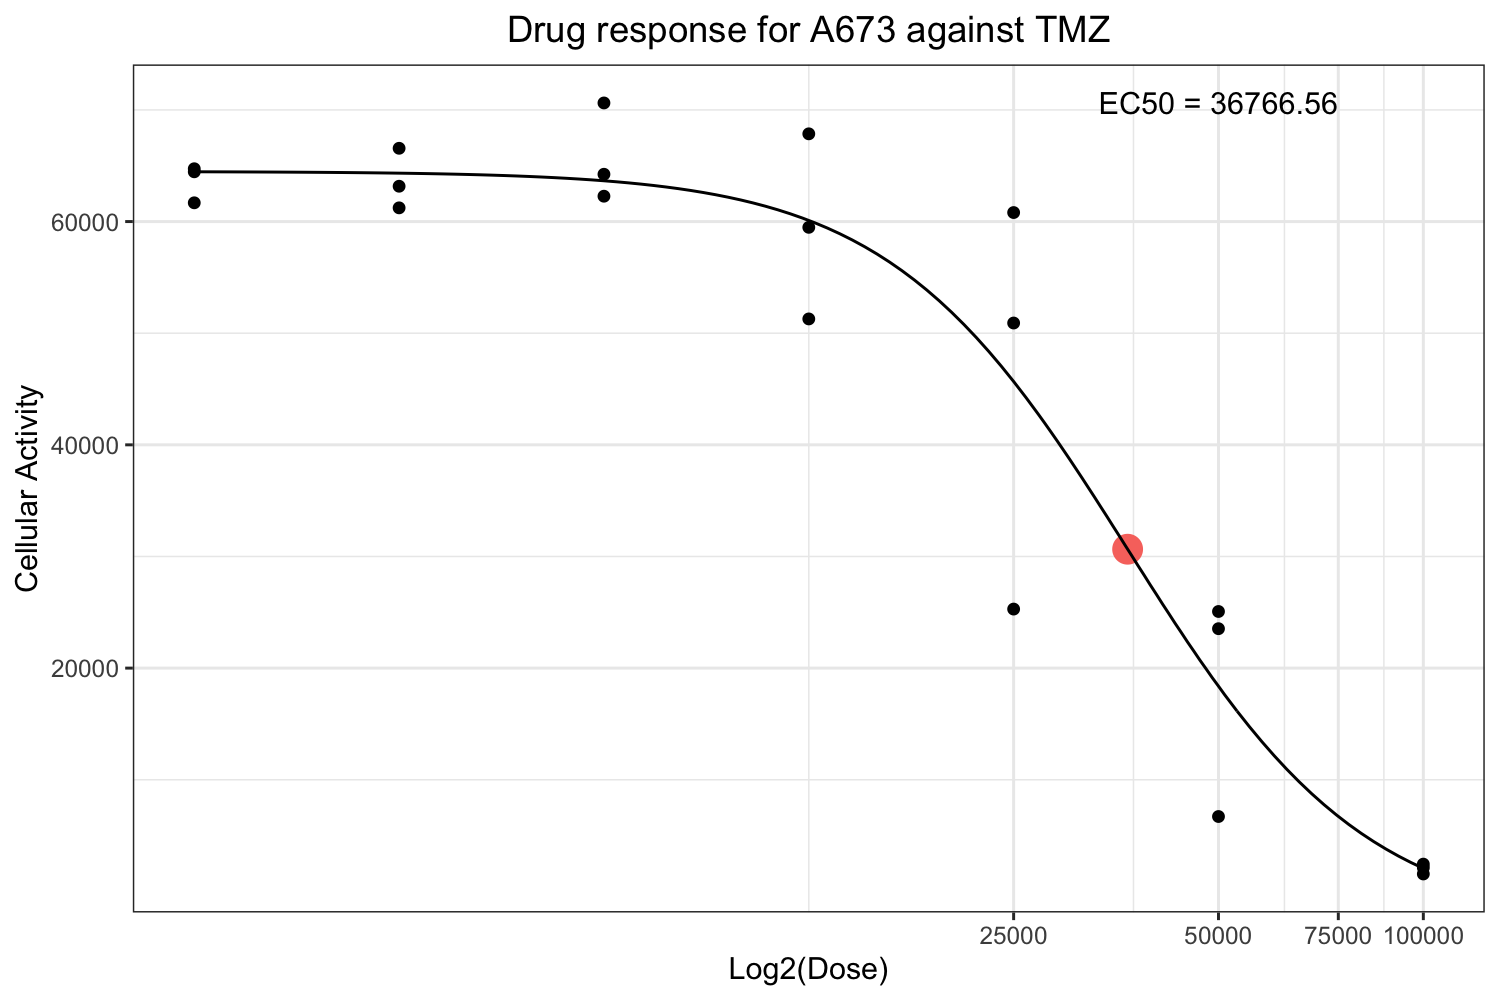 Drug response for A673 against TMZ
EC50 = 36766.56
Cellular Activity
60000
40000
20000
25000 50000 75000 100000
Log2(Dose)